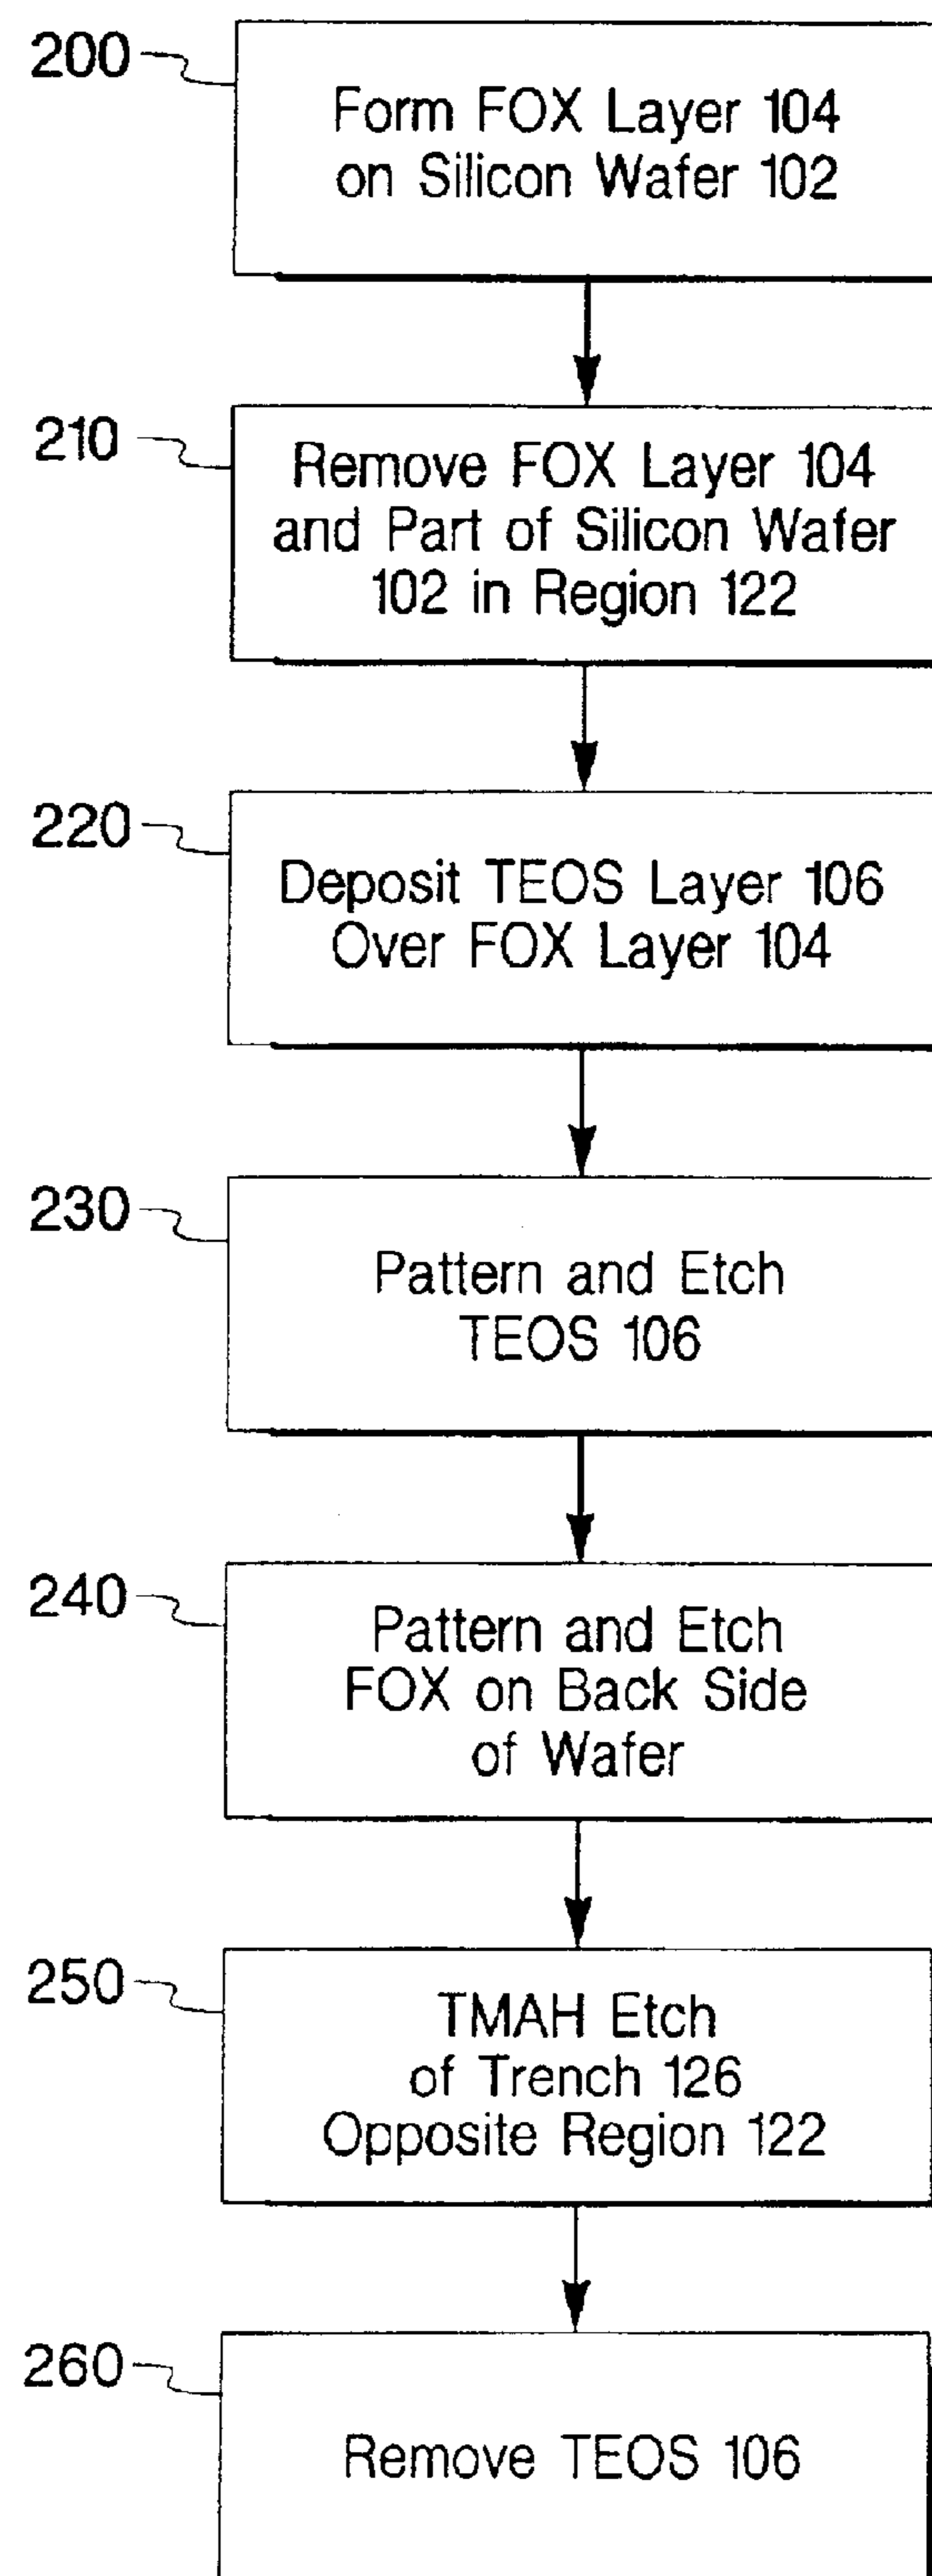 200
Form FOX Layer 104
on Silicon Wafer 102
210
Remove FOX Layer 104
and Part of Silicon Wafer
102 in Region 122
220
Deposit TEOS Layer 106
Over FOX Layer 104
230
Pattern and Etch
TEOS 106
240
Pattern and Etch
FOX on Back Side
of Wafer
250
TMAH Etch
of Trench 126
Opposite Region 122
260
Remove TEOS 106